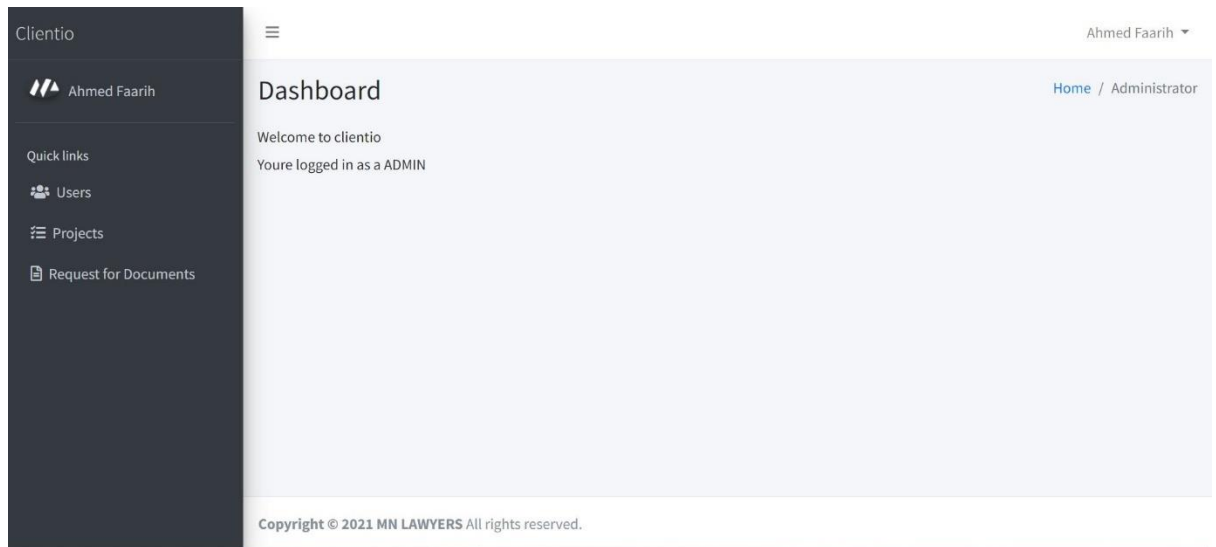 Clientio
Ahmed Faarih
Ahmed Faarih
Quick links
Users
Projects
Request for Documents
Dashboard
Home / Administrator
Welcome to clientio
Youre logged in as a ADMIN
Copyright © 2021 MN LAWYERS All rights reserved.